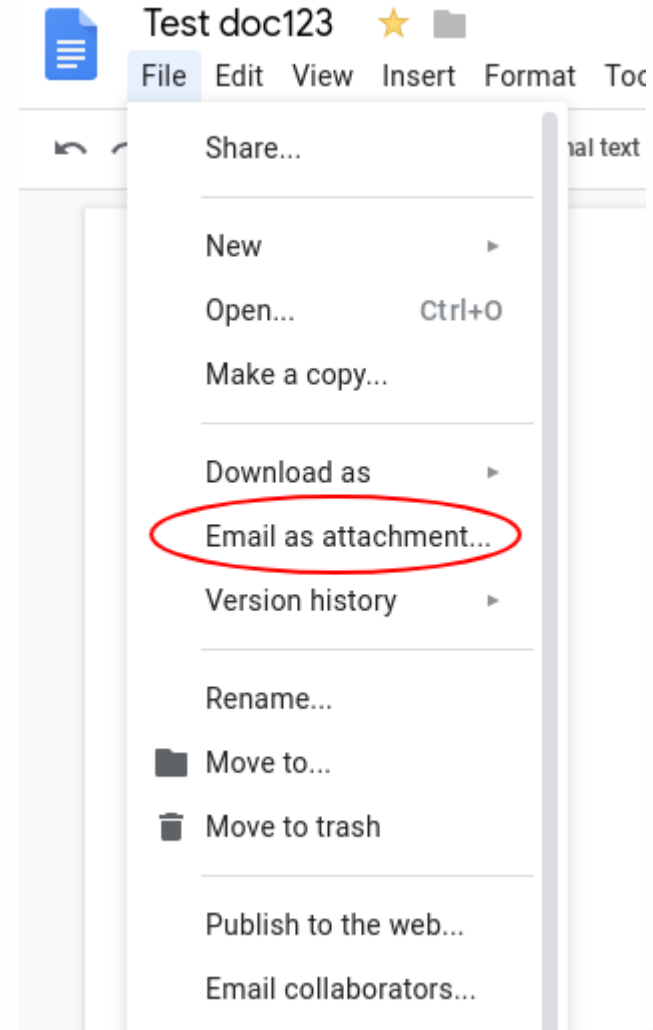 Test doc123
File Edit View Insert Format
Share...
text
New
Open... Ctrl+O
Make a copy...
Download as
Email as attachment...
Version history
Rename...
Move to...
Move to trash
Publish to the web...
Email collaborators...